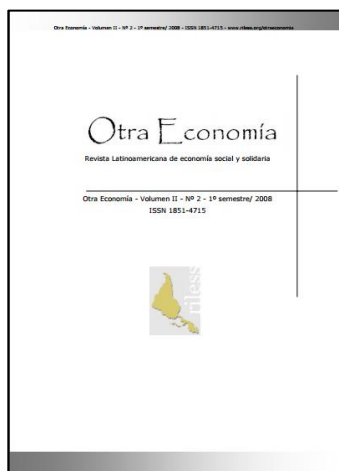 Otra Economía - Volumen II - Nº 2 - 1º semestre/ 2008 - ISSN 1851-4715 - www.riless.org/otraeconomia
Otra Economía
Revista Latinoamericana de economía social y solidaria
Otra Economía - Volumen II - Nº 2 - 1º semestre/ 2008
ISSN 1851-4715
riless